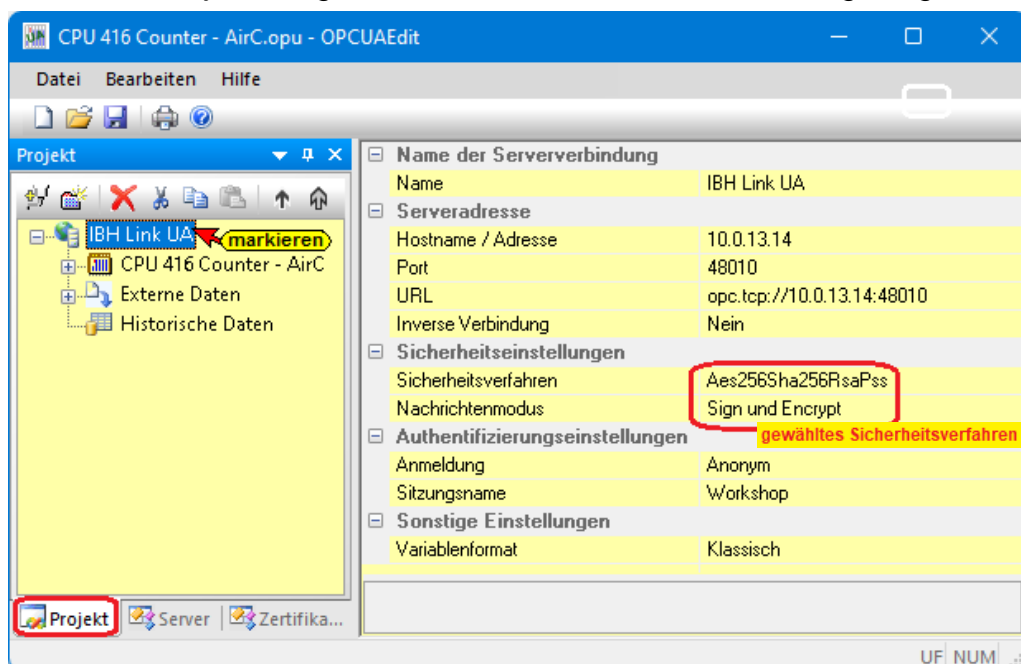 CPU 416 Counter - AirC.opu - OPCUAEdit
Datei Bearbeiten Hilfe
Projekt
IBH Link UA
markieren
CPU 416 Counter - AirC
Externe Daten
Historische Daten
Name der Serververbindung
Name IBH Link UA
Serveradresse
Hostname / Adresse 10.0.13.14
Port 48010
URL opc.tcp://10.0.13.14:48010
Inverse Verbindung Nein
Sicherheitseinstellungen
Sicherheitsverfahren Aes256Sha256RsaPss
Nachrichtenmodus Sign und Encrypt
gewähltes Sicherheitsverfahren
Authentifizierungseinstellungen
Anmeldung Anonym
Sitzungsname Workshop
Sonstige Einstellungen
Variablenformat Klassisch
Projekt Server Zertifika...
UF NUM